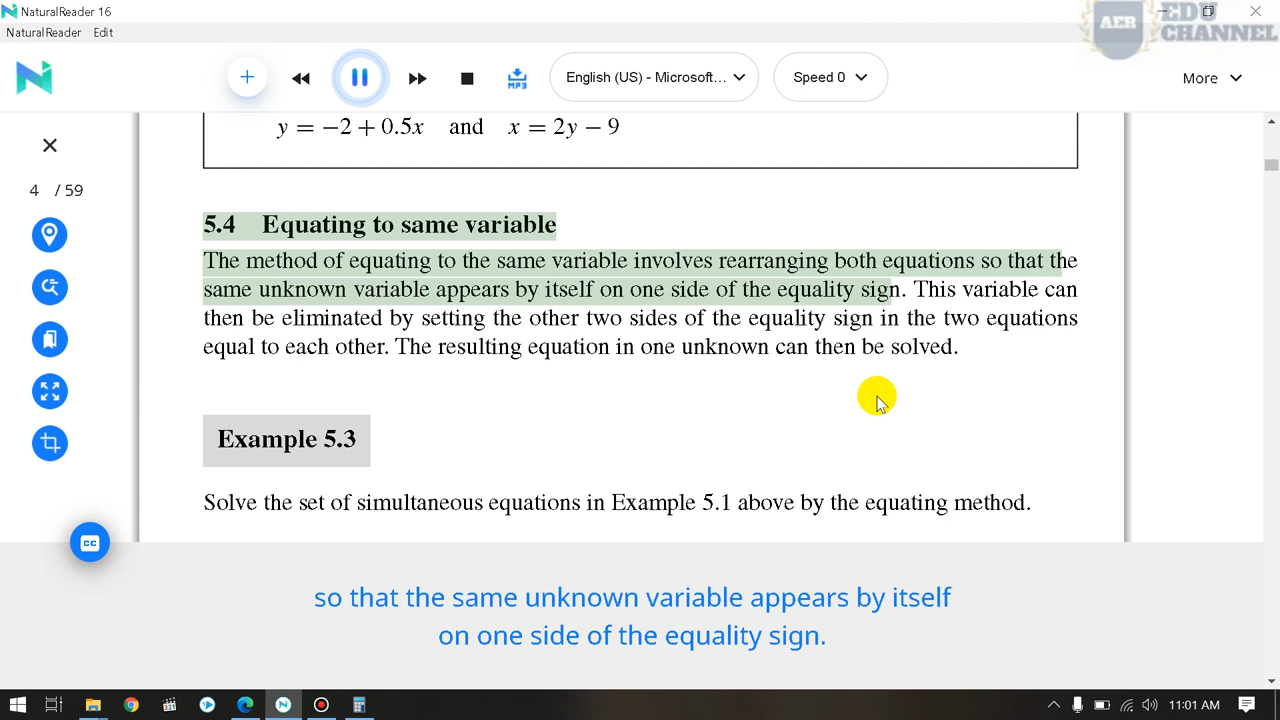 NaturalReader 16
AER EDU
CHANNEL
NaturalReader Edit
MP3
English (US) - Microsoft...
Speed 0
More
4 / 59
y = −2 + 0.5x and x = 2y − 9
5.4 Equating to same variable
The method of equating to the same variable involves rearranging both equations so that the
same unknown variable appears by itself on one side of the equality sign. This variable can
then be eliminated by setting the other two sides of the equality sign in the two equations
equal to each other. The resulting equation in one unknown can then be solved.
Example 5.3
Solve the set of simultaneous equations in Example 5.1 above by the equating method.
CC
so that the same unknown variable appears by itself
on one side of the equality sign.
11:01 AM